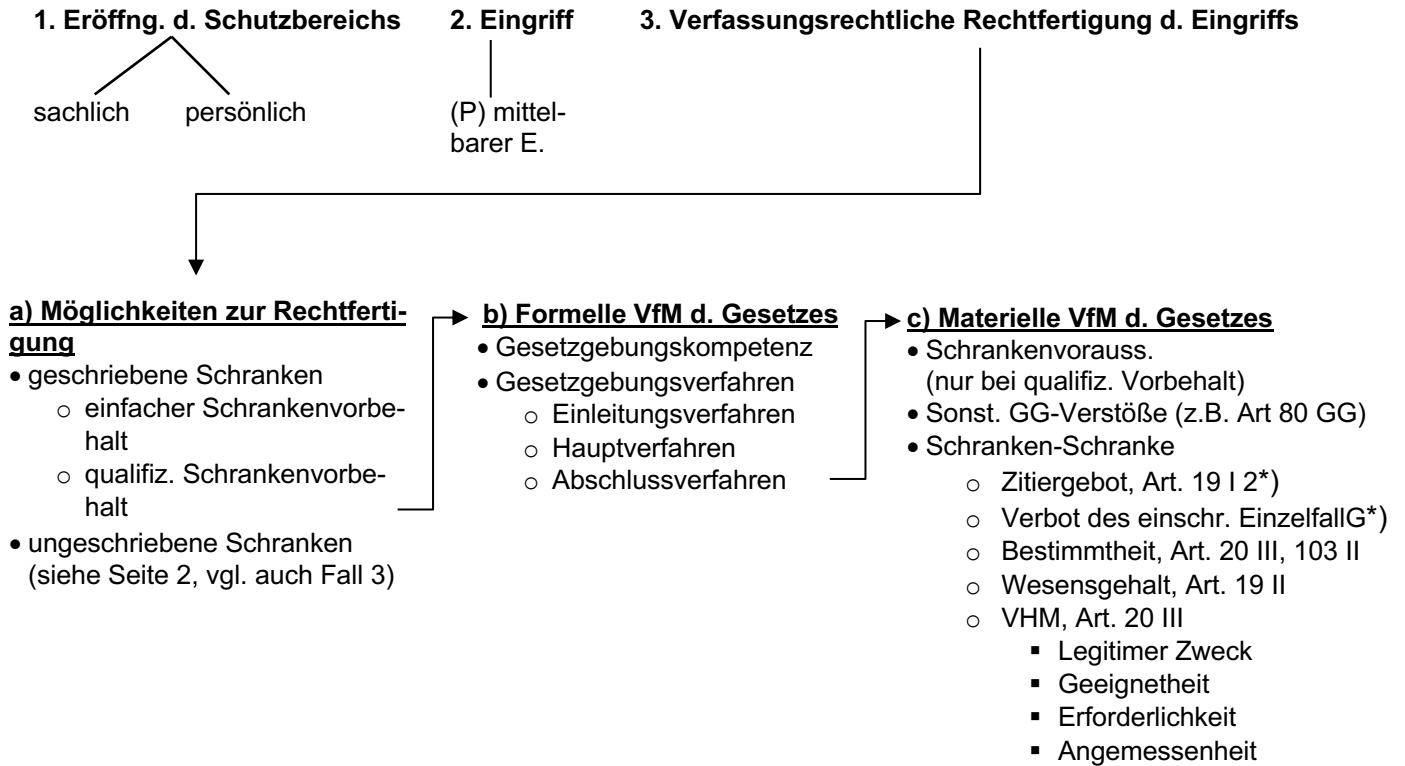 1. Eröffng. d. Schutzbereichs 2. Eingriff 3. Verfassungsrechtliche Rechtfertigung d. Eingriffs
sachlich persönlich
(P) mittel-
barer E.
a) Möglichkeiten zur Rechtferti-
gung
• geschriebene Schranken
o einfacher Schrankenvorbe-
halt
o qualifiz. Schrankenvorbe-
halt
• ungeschriebene Schranken
(siehe Seite 2, vgl. auch Fall 3)
b) Formelle VfM d. Gesetzes
• Gesetzgebungskompetenz
• Gesetzgebungsverfahren
o Einleitungsverfahren
o Hauptverfahren
o Abschlussverfahren
c) Materielle VfM d. Gesetzes
• Schrankenvorauss.
(nur bei qualifiz. Vorbehalt)
• Sonst. GG-Verstöße (z.B. Art 80 GG)
• Schranken-Schranke
o Zitiergebot, Art. 19 I 2*)
o Verbot des einschr. EinzelfallG*)
o Bestimmtheit, Art. 20 III, 103 II
o Wesensgehalt, Art. 19 II
o VHM, Art. 20 III
▪ Legitimer Zweck
▪ Geeignetheit
▪ Erforderlichkeit
▪ Angemessenheit